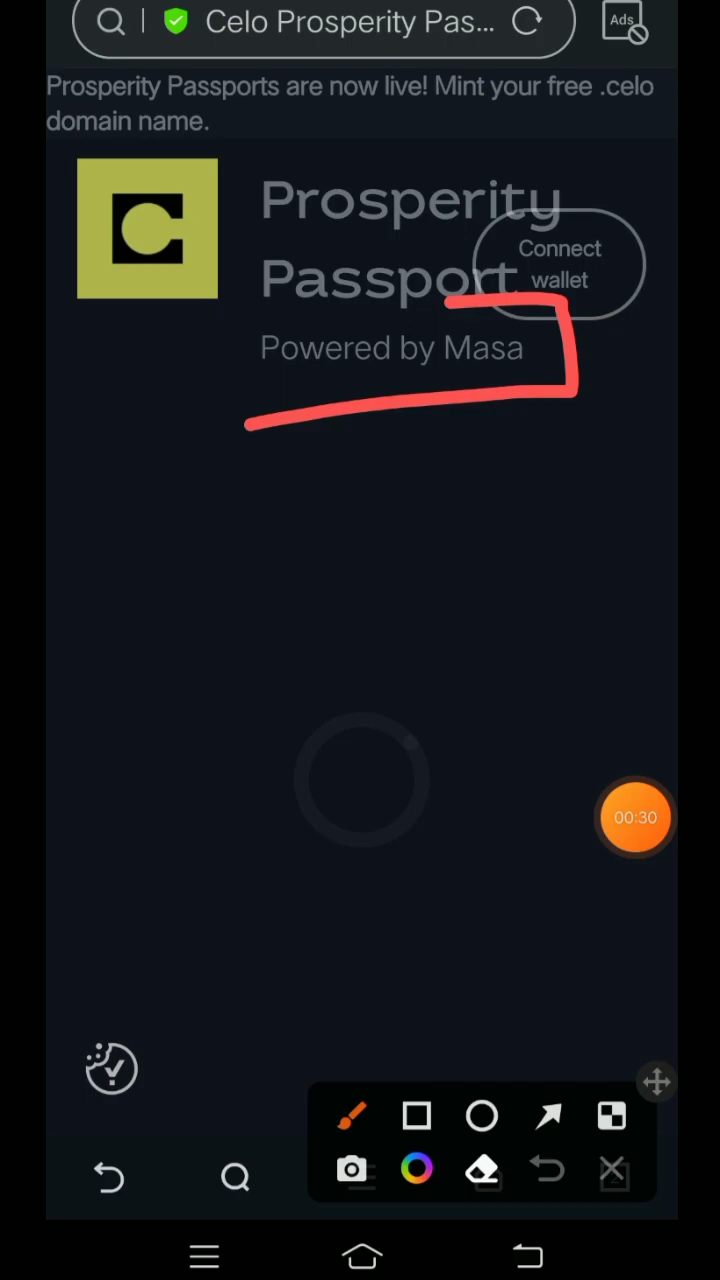 Celo Prosperity Pas...
Ads
Prosperity Passports are now live! Mint your free .celo
domain name.
Prosperity
Passport
Connect
wallet
Powered by Masa
00:30